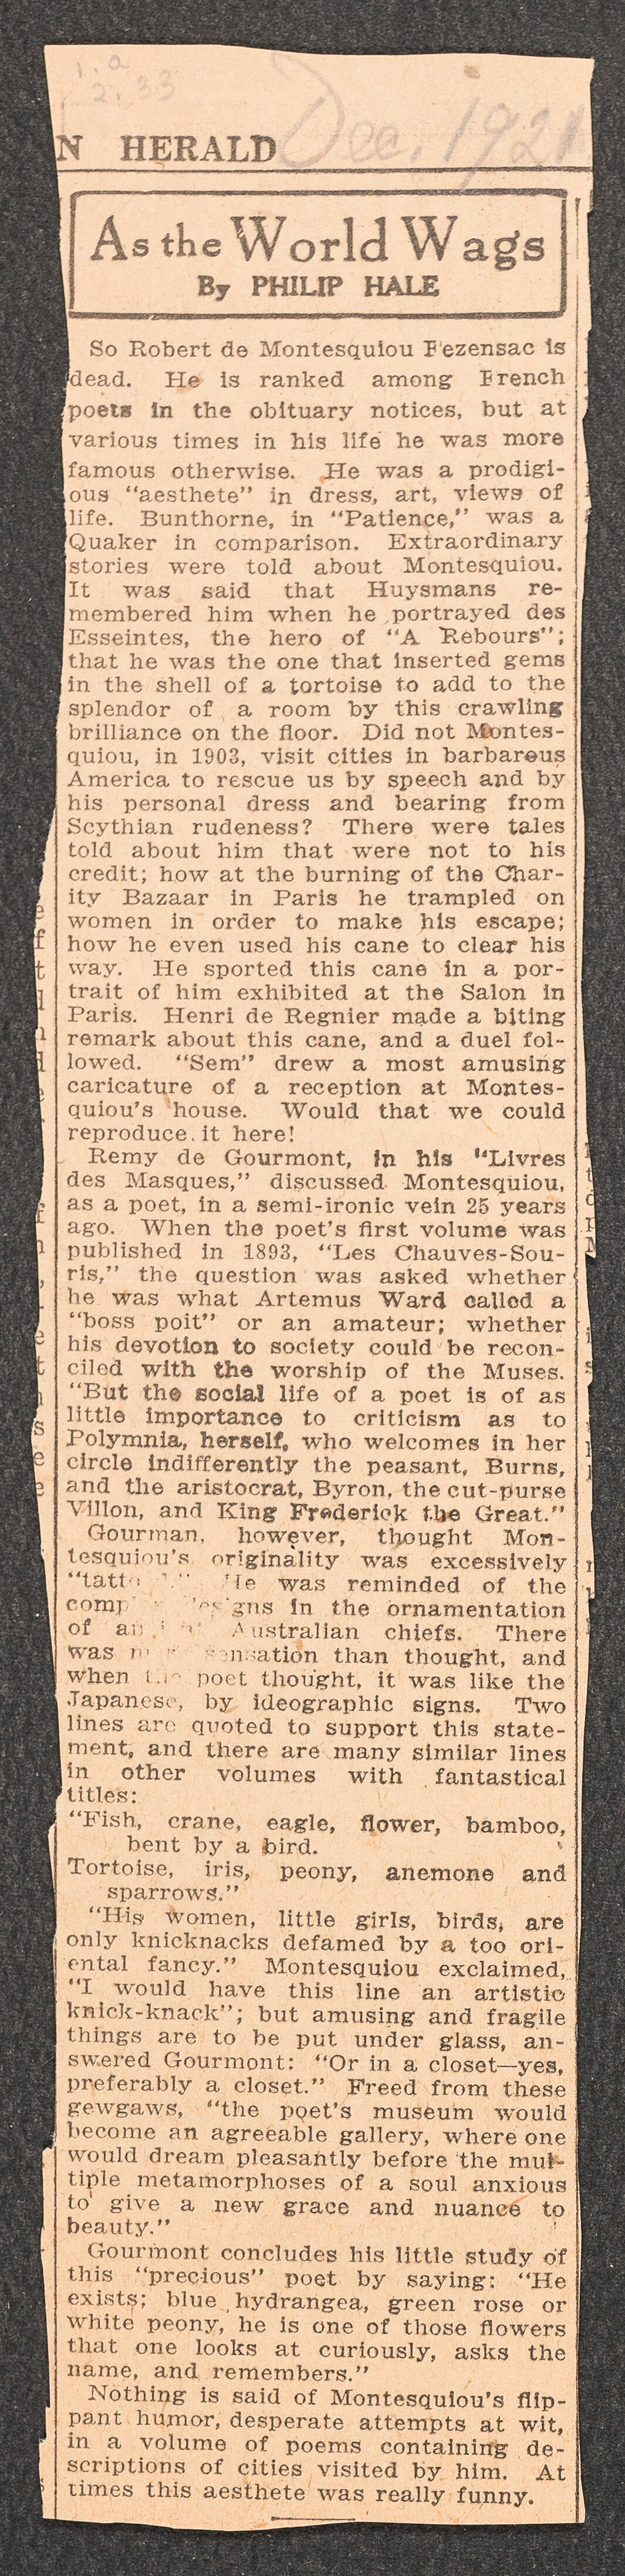 1. a
2. 33
Dec. 1921
N HERALD
As the World Wags
By PHILIP HALE
So Robert de Montesquiou Fezensac is
dead. He is ranked among French
poets in the obituary notices, but at
various times in his life he was more
famous otherwise. He was a prodigi-
ous "aesthete" in dress, art, views of
life. Bunthorne, in "Patience," was a
Quaker in comparison. Extraordinary
stories were told about Montesquiou.
It was said that Huysmans re-
membered him when he portrayed des
Esseintes, the hero of "A Rebours";
that he was the one that inserted gems
in the shell of a tortoise to add to the
splendor of a room by this crawling
brilliance on the floor. Did not Montes-
quiou, in 1903, visit cities in barbarous
America to rescue us by speech and by
his personal dress and bearing from
Scythian rudeness? There were tales
told about him that were not to his
credit; how at the burning of the Char-
ity Bazaar in Paris he trampled on
women in order to make his escape;
how he even used his cane to clear his
way. He sported this cane in a por-
trait of him exhibited at the Salon in
Paris. Henri de Regnier made a biting
remark about this cane, and a duel fol-
lowed. "Sem" drew a most amusing
caricature of a reception at Montes-
quiou's house. Would that we could
reproduce it here!
Remy de Gourmont, in his "Livres
des Masques," discussed Montesquiou,
as a poet, in a semi-ironic vein 25 years
ago. When the poet's first volume was
published in 1893, "Les Chauves-Sou-
ris," the question was asked whether
he was what Artemus Ward called a
"boss poit" or an amateur; whether
his devotion to society could be recon-
ciled with the worship of the Muses.
"But the social life of a poet is of as
little importance to criticism as to
Polymnia, herself, who welcomes in her
circle indifferently the peasant, Burns,
and the aristocrat, Byron, the cut-purse
Villon, and King Frederick the Great."
Gourman, however, thought Mon-
tesquiou's originality was excessively
He was reminded of the
in the ornamentation
of Australian chiefs. There
was sensation than thought, and
when the poet thought, it was like the
Japanese, by ideographic signs. Two
lines are quoted to support this state-
ment, and there are many similar lines
in other volumes with fantastical
titles:
"Fish, crane, eagle, flower, bamboo,
bent by a bird.
Tortoise, iris, peony, anemone and
sparrows."
"His women, little girls, birds, are
only knicknacks defamed by a too ori-
ental fancy." Montesquiou exclaimed,
"I would have this line an artistic
knick-knack"; but amusing and fragile
things are to be put under glass, an-
swered Gourmont: "Or in a closet—yes,
preferably a closet." Freed from these
gewgaws, "the poet's museum would
become an agreeable gallery, where one
would dream pleasantly before the mul-
tiple metamorphoses of a soul anxious
to give a new grace and nuance to
beauty."
Gourmont concludes his little study of
this "precious" poet by saying: "He
exists; blue hydrangea, green rose or
white peony, he is one of those flowers
that one looks at curiously, asks the
name, and remembers."
Nothing is said of Montesquiou's flip-
pant humor, desperate attempts at wit,
in a volume of poems containing de-
scriptions of cities visited by him. At
times this aesthete was really funny.